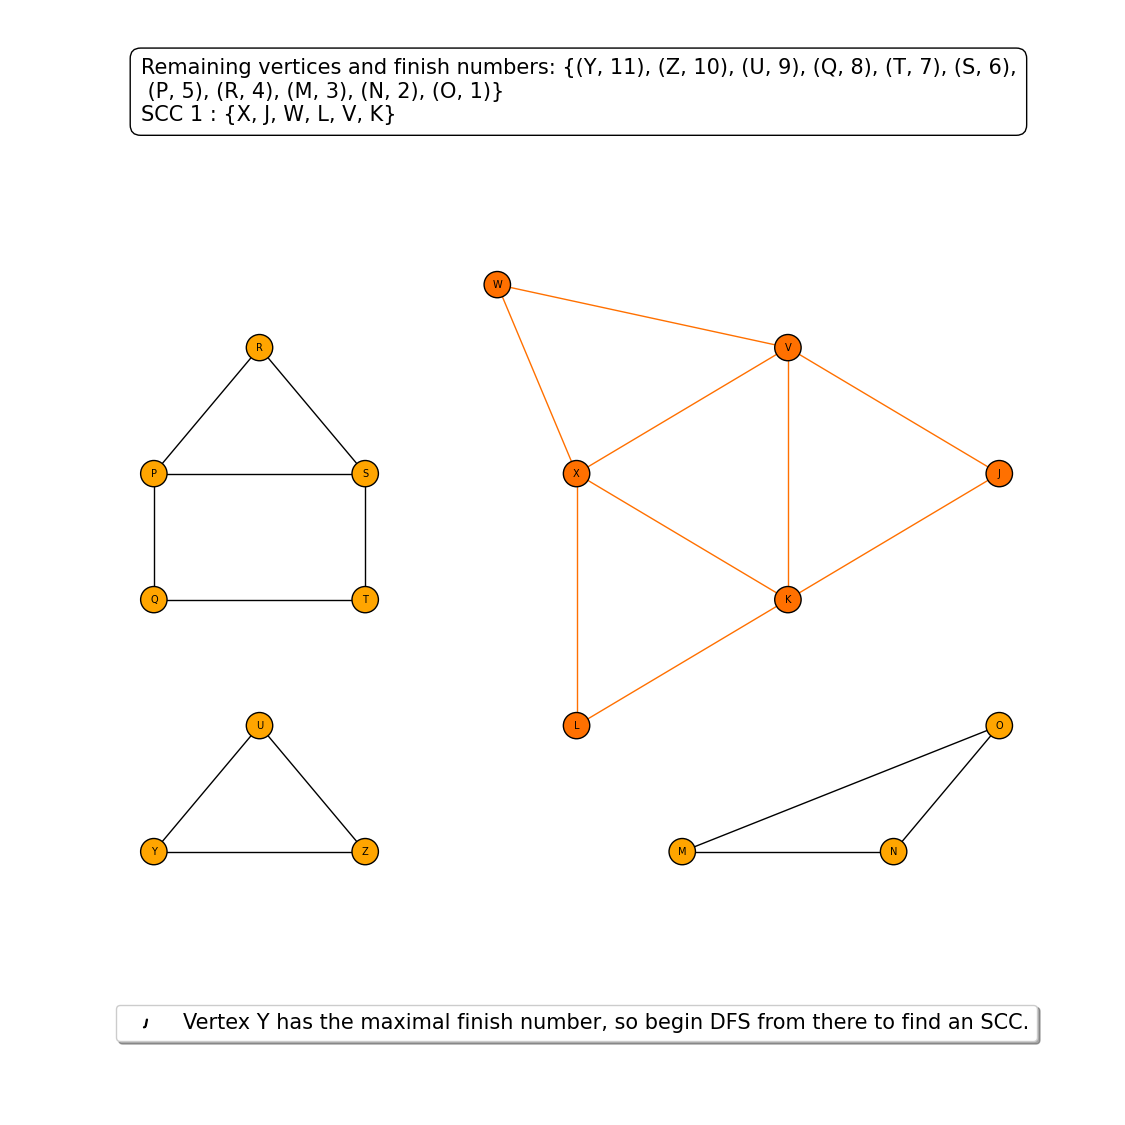 Remaining vertices and finish numbers: {(Y, 11), (Z, 10), (U, 9), (Q, 8), (T, 7), (S, 6),
(P, 5), (R, 4), (M, 3), (N, 2), (O, 1)}
SCC 1 : {X, J, W, L, V, K}
W
R
V
P
S
X
J
Q
T
K
U
L
O
Y
Z
M
N
Vertex Y has the maximal finish number, so begin DFS from there to find an SCC.